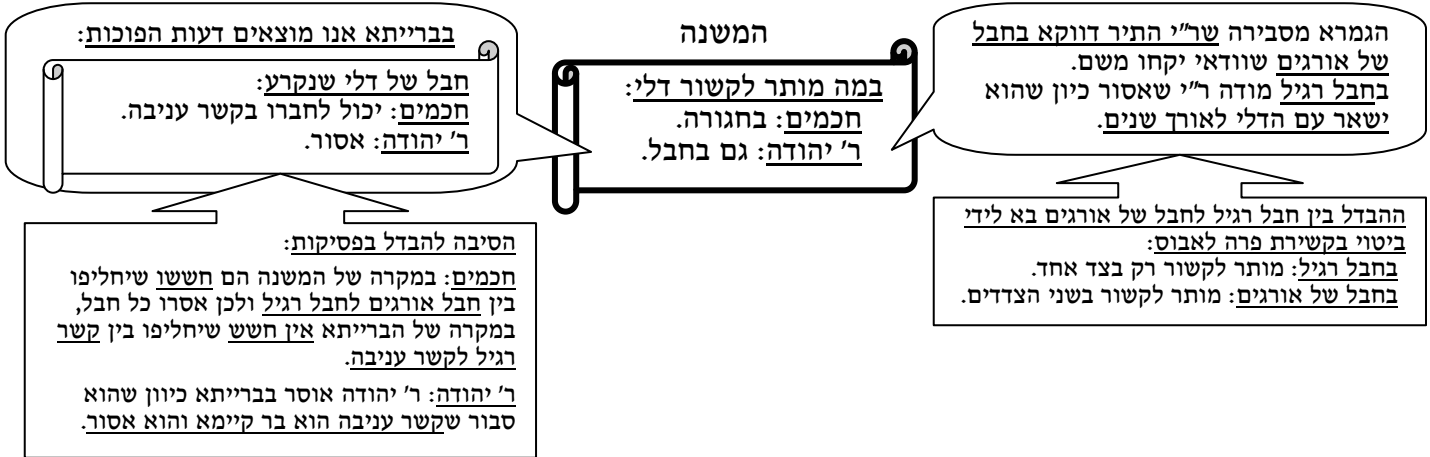 המשנה
במה מותר לקשור דלי:
חכמים: בחגורה.
ר' יהודה: גם בחבל.
הגמרא מסבירה שר״י התיר דווקא בחבל
של אורגים שוודאי יקחו משם.
בחבל רגיל מודה ר״י שאסור כיון שהוא
ישאר עם הדלי לאורך שנים.
ההבדל בין חבל רגיל לחבל של אורגים בא לידי
ביטוי בקשירת פרה לאבוס:
בחבל רגיל: מותר לקשור רק בצד אחד.
בחבל של אורגים: מותר לקשור בשני הצדדים.
בברייתא אנו מוצאים דעות הפוכות:
חבל של דלי שנקרע:
חכמים: יכול לחברו בקשר עניבה.
ר' יהודה: אסור.
הסיבה להבדל בפסיקות:
חכמים: במקרה של המשנה הם חששו שיחליפו
בין חבל אורגים לחבל רגיל ולכן אסרו כל חבל,
במקרה של הברייתא אין חשש שיחליפו בין קשר
רגיל לקשר עניבה.
ר' יהודה: ר' יהודה אוסר בברייתא כיוון שהוא
סבור שקשר עניבה הוא בר קיימא והוא אסור.